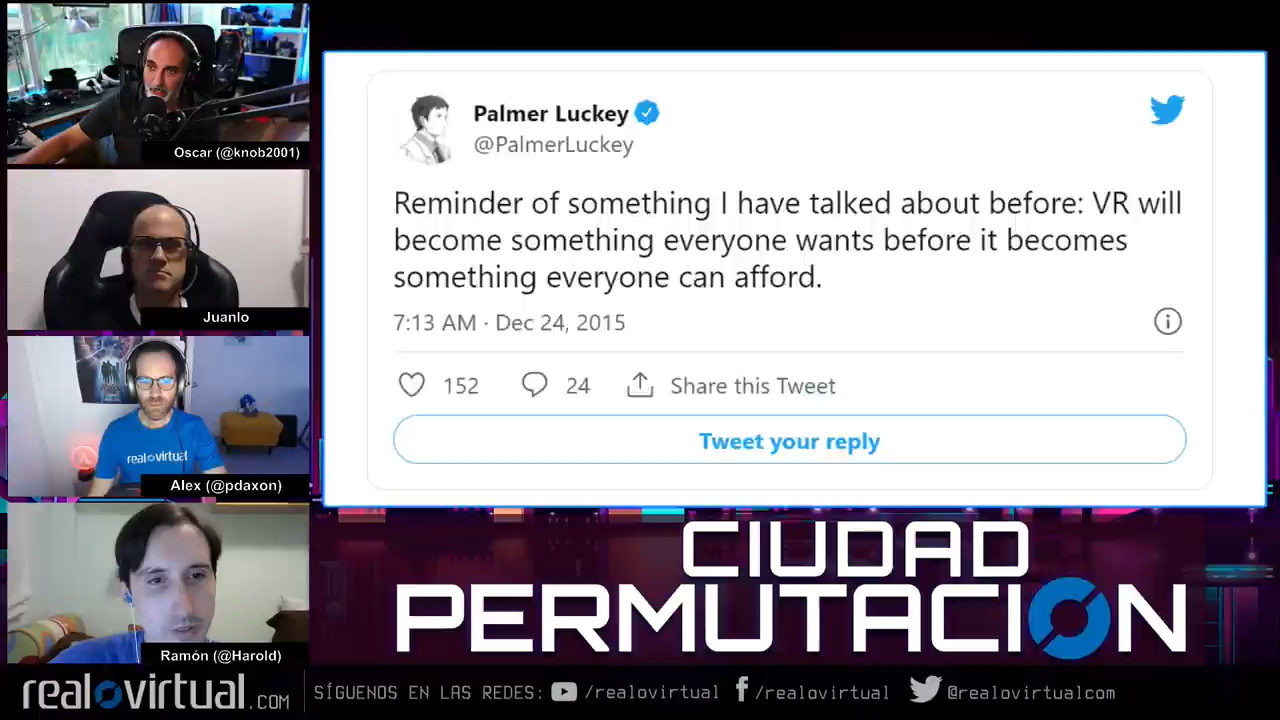 Oscar (@knob2001)
Juanlo
real virtual
Alex (@pdaxon)
Ramón (@Harold)
Palmer Luckey
@PalmerLuckey
Reminder of something I have talked about before: VR will
become something everyone wants before it becomes
something everyone can afford.
7:13 AM · Dec 24, 2015
152 24 Share this Tweet
Tweet your reply
CIUDAD
PERMUTACION
realovirtual.com SÍGUENOS EN LAS REDES: /realovirtual /realovirtual @realovirtualcom